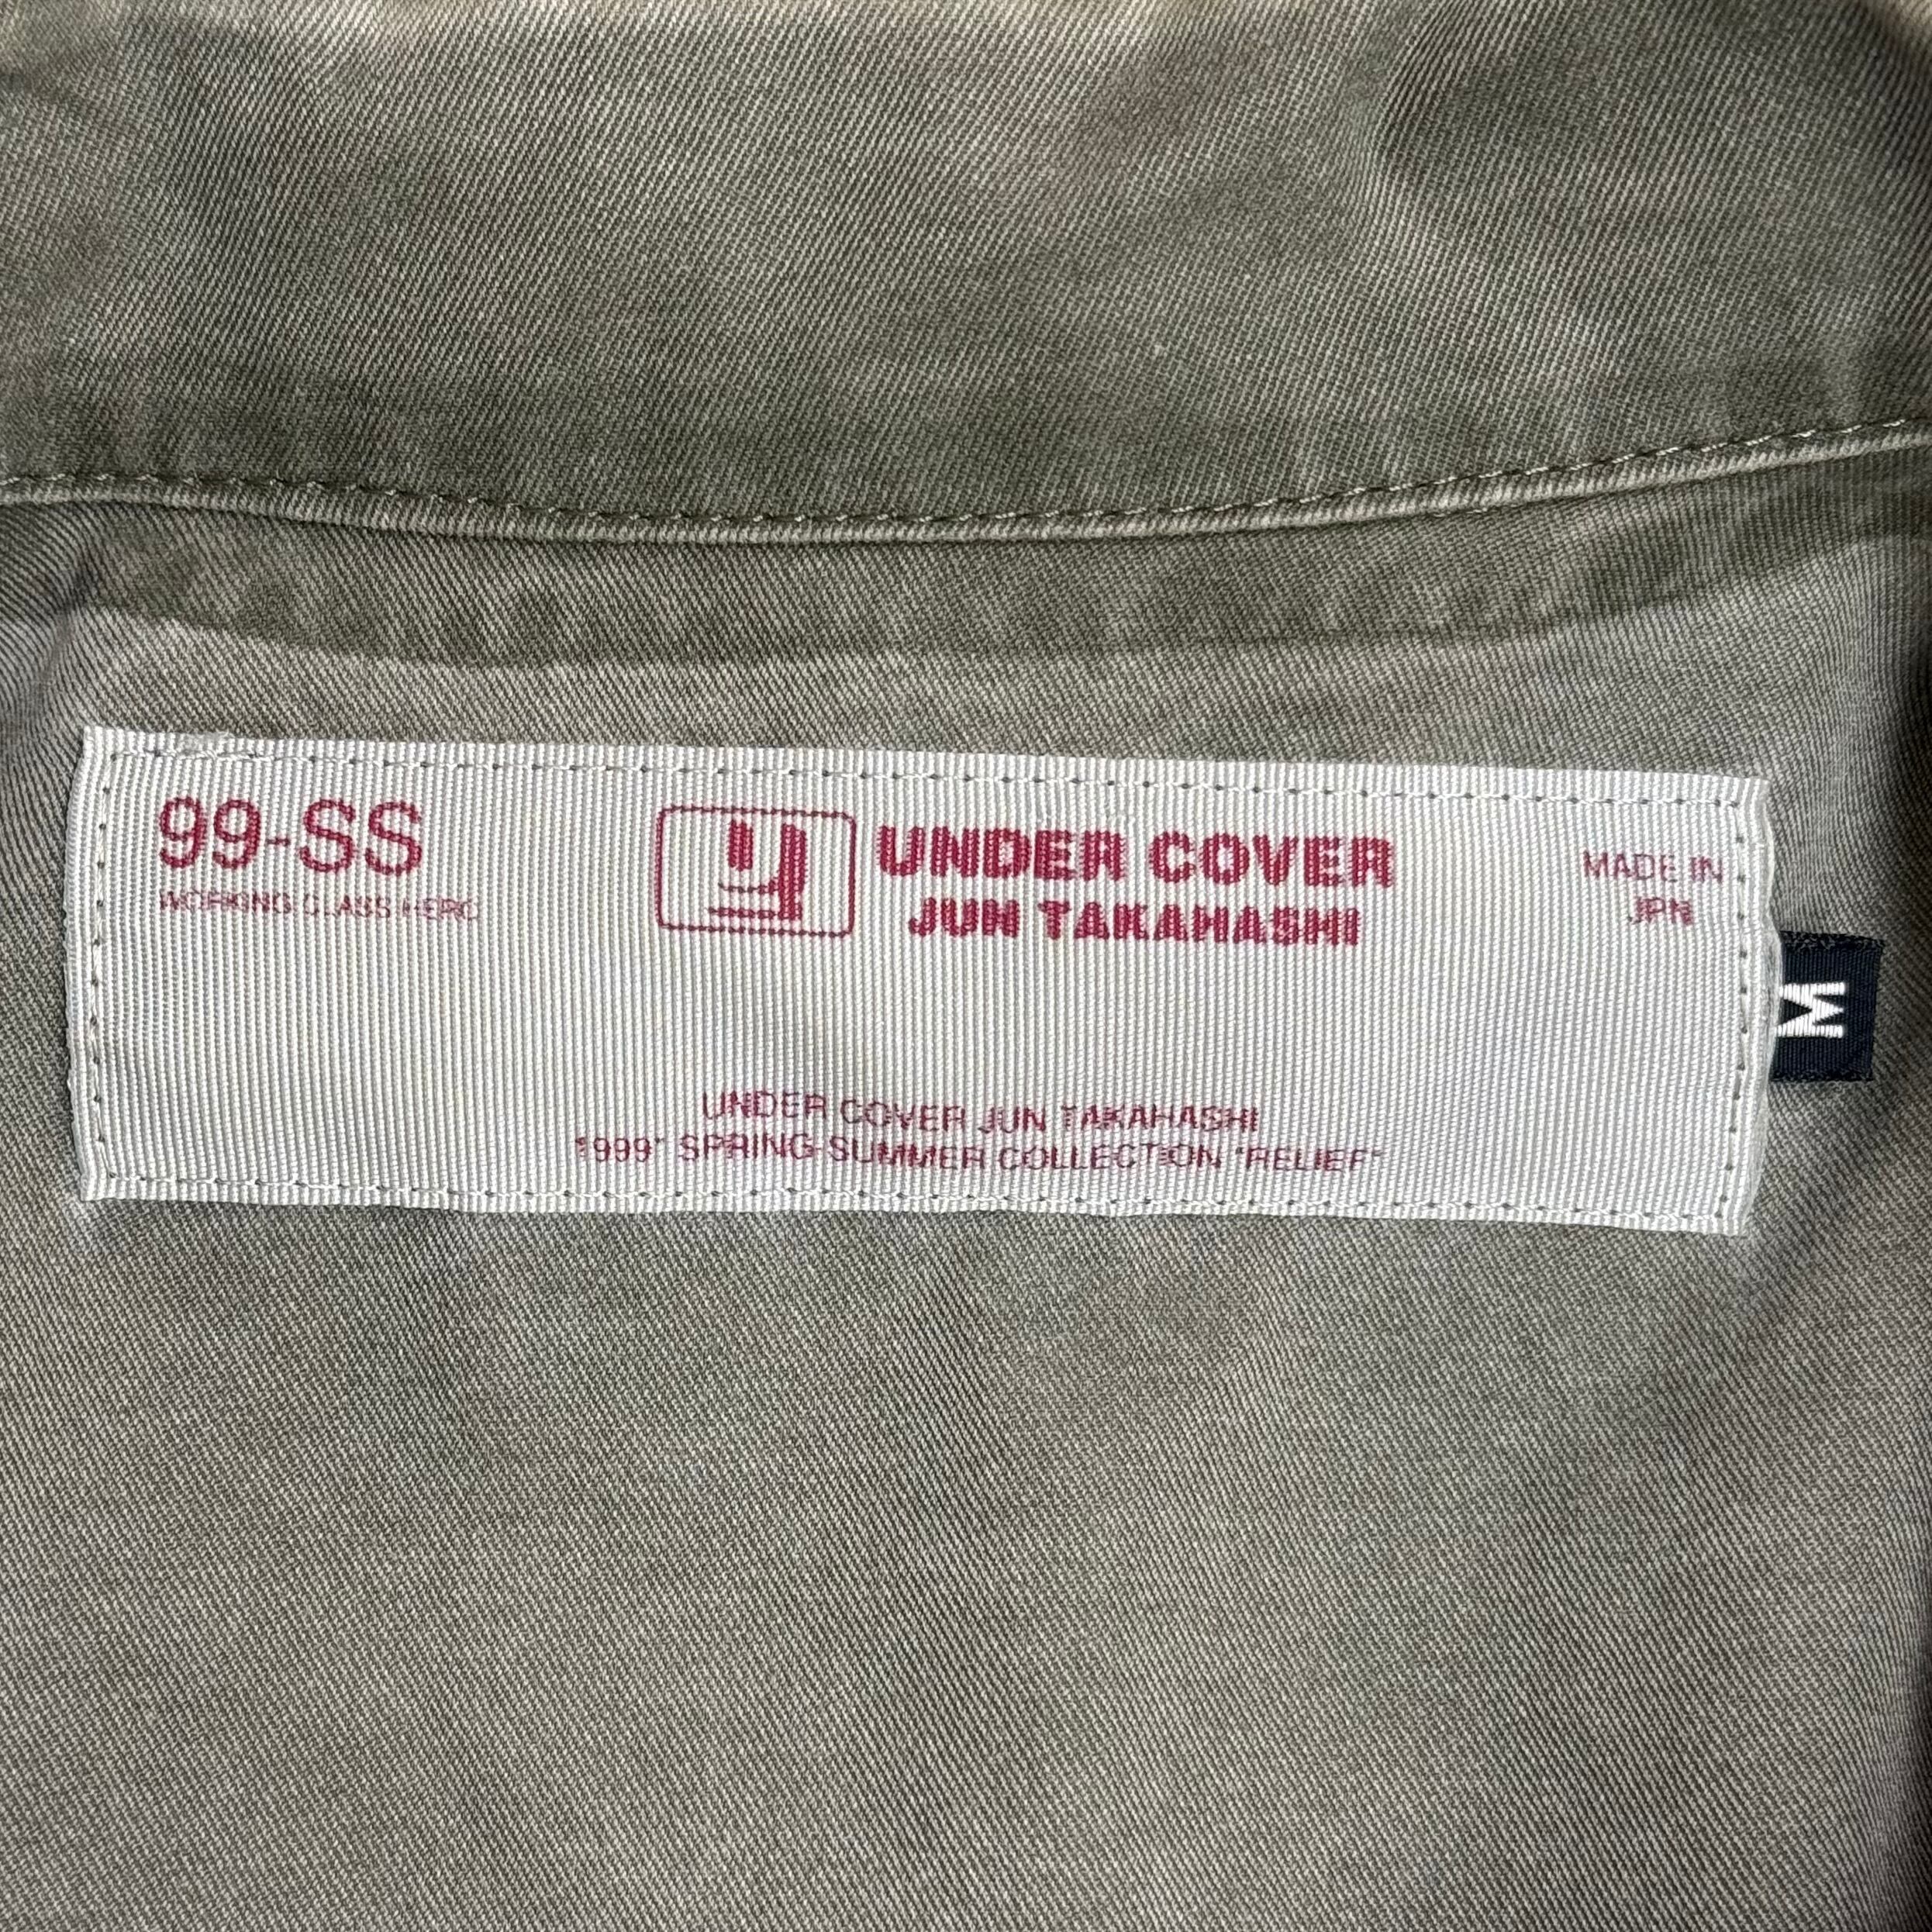 99-SS
WORKING CLASS HERO
UNDER COVER
JUN TAKAHASHI
MADE IN
JPN
M
UNDER COVER JUN TAKAHASHI
1999' SPRING-SUMMER COLLECTION "RELIEF"